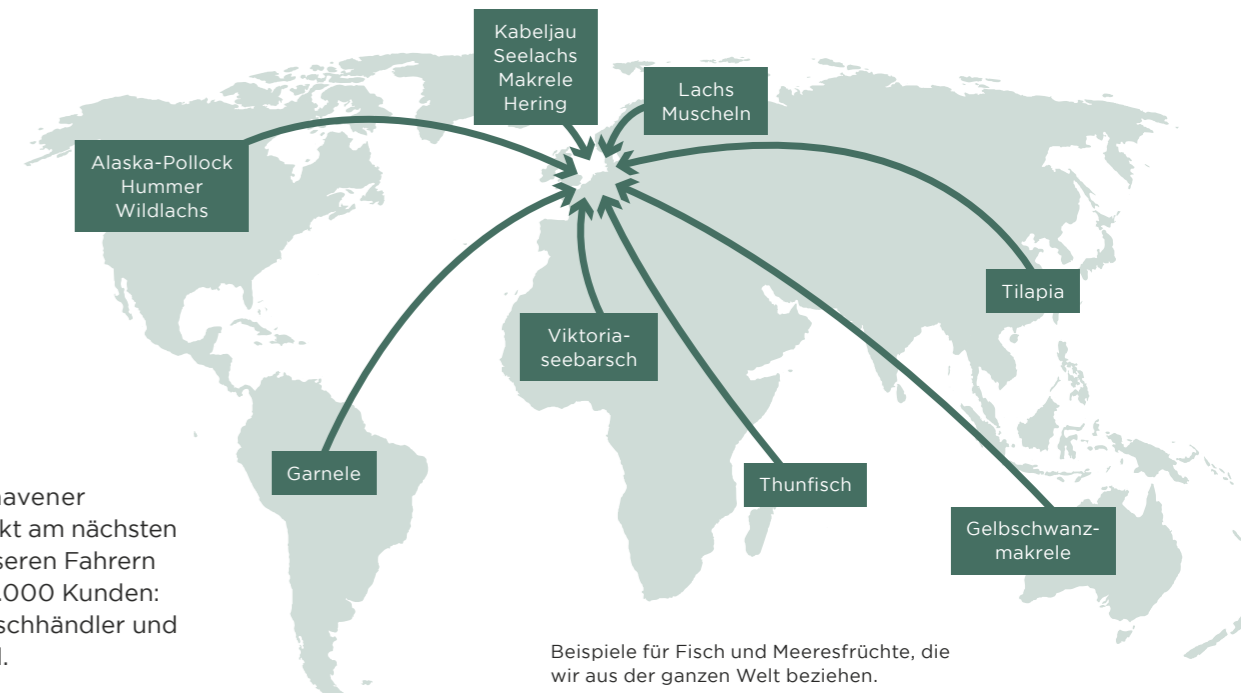 Kabeljau
Seelachs
Makrele
Hering
Lachs
Muscheln
Alaska-Pollock
Hummer
Wildlachs
Tilapia
Viktoria-
seebarsch
Garnele
Thunfisch
Gelbschwanz-
makrele
kt am nächsten
seren Fahrern
.000 Kunden:
schhändler und
Beispiele für Fisch und Meeresfrüchte, die
wir aus der ganzen Welt beziehen.